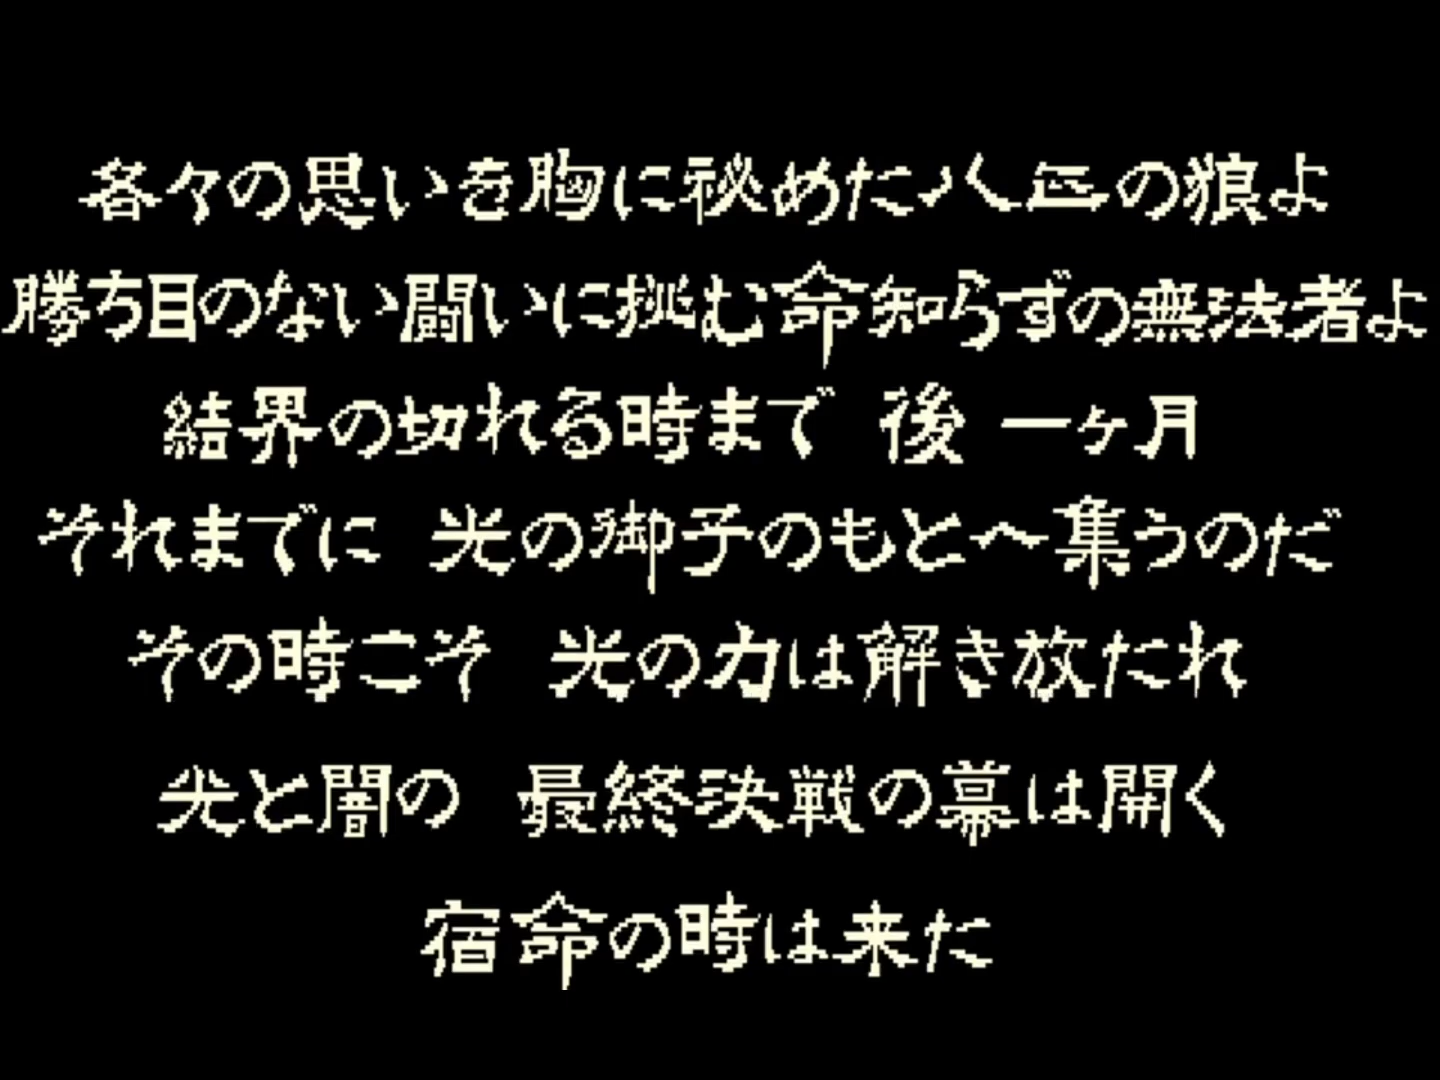 各々の思いを胸に秘めた八匹の狼よ
勝ち目のない闘いに挑む命知らずの無法者よ
結界の切れる時まで 後 一ヶ月
それまでに 光の御子のもとへ集うのだ
その時こそ 光の力は解き放たれ
光と闇の 最終決戦の幕は開く
宿命の時は来た